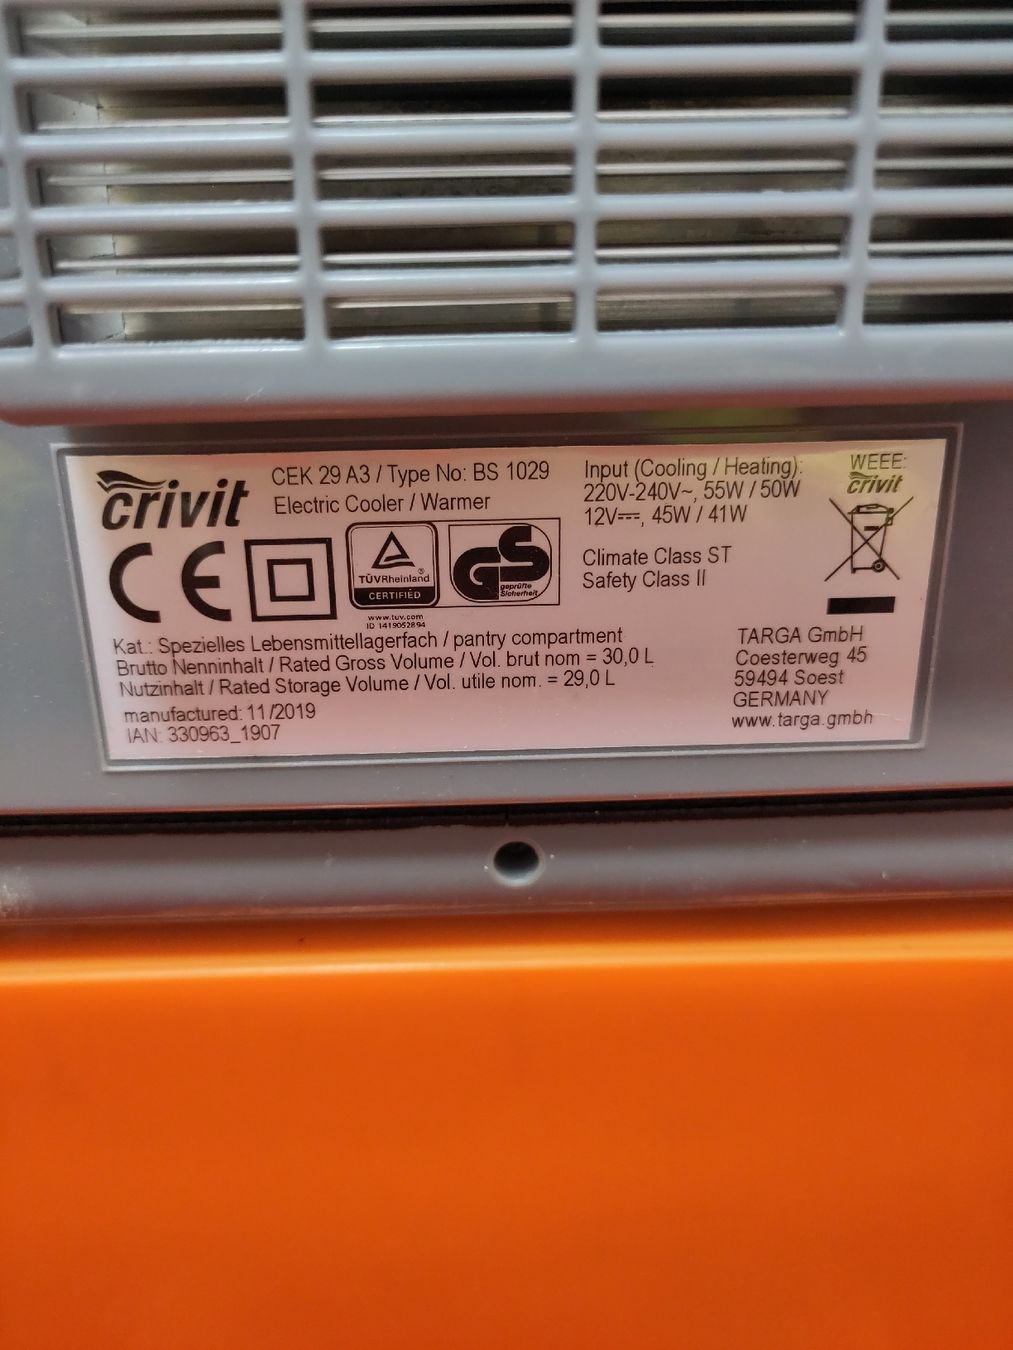 crivit
CEK 29 A3 / Type No: BS 1029
Electric Cooler / Warmer
CE
TÜVRheinland®
CERTIFIED
www.tuv.com
ID 1419052894
GS
geprüfte
Sicherheit
Input (Cooling / Heating):
220V-240V~, 55W / 50W
12V⎓, 45W / 41W
Climate Class ST
Safety Class II
WEEE:
crivit
Kat.: Spezielles Lebensmittellagerfach / pantry compartment
Brutto Nenninhalt / Rated Gross Volume / Vol. brut nom = 30,0 L
Nutzinhalt / Rated Storage Volume / Vol. utile nom. = 29,0 L
manufactured: 11/2019
IAN: 330963_1907
TARGA GmbH
Coesterweg 45
59494 Soest
GERMANY
www.targa.gmbh